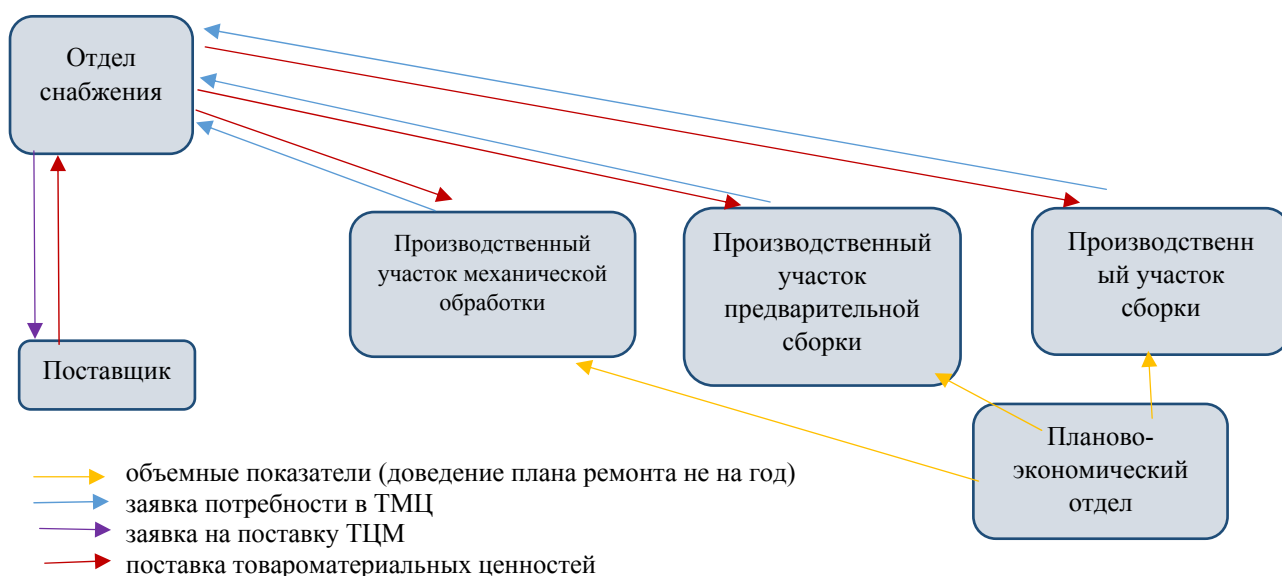 Отдел
снабжения
Производственный
участок механической
обработки
Производственный
участок
предварительной
сборки
Производственн
ый участок
сборки
Поставщик
Планово-
экономический
отдел
объемные показатели (доведение плана ремонта не на год)
заявка потребности в ТМЦ
заявка на поставку ТЦМ
поставка товароматериальных ценностей